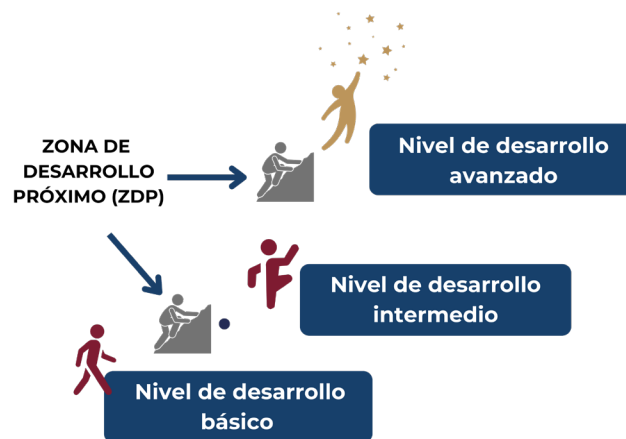 ZONA DE
DESARROLLO
PRÓXIMO (ZDP)
Nivel de desarrollo
avanzado
Nivel de desarrollo
intermedio
Nivel de desarrollo
básico